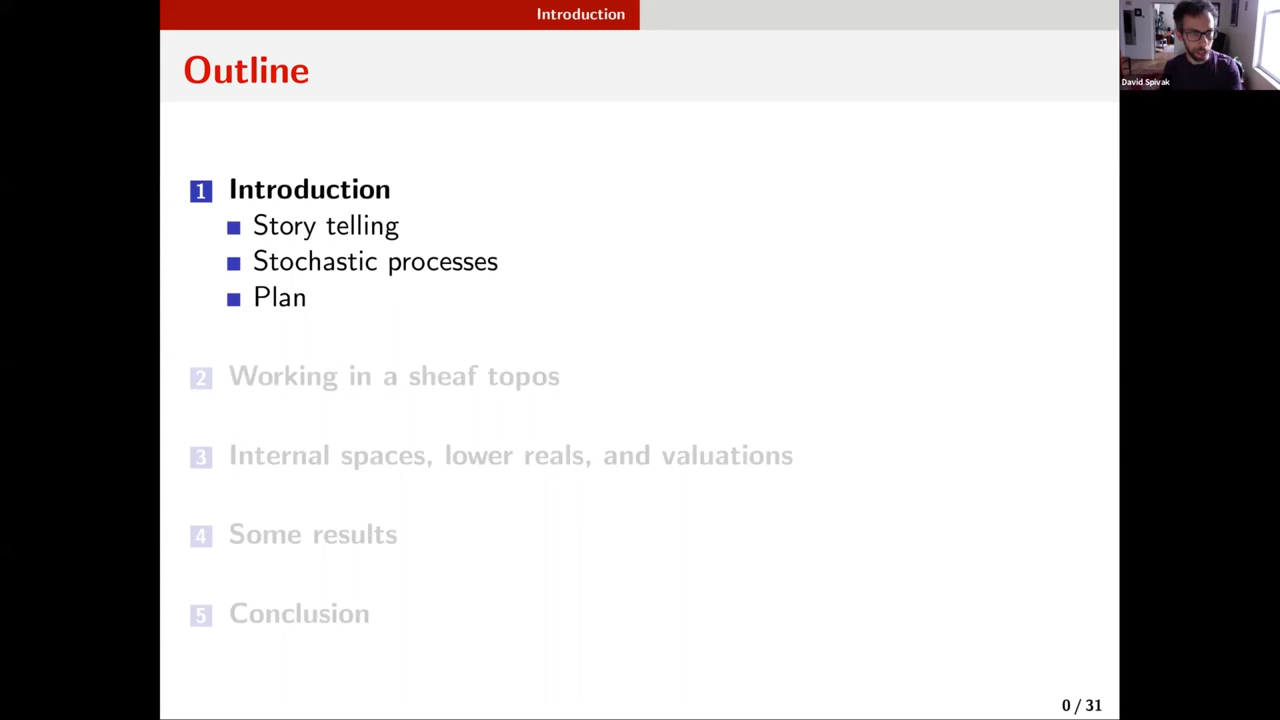 Introduction
Outline
David Spivak
1 Introduction
Story telling
Stochastic processes
Plan
2 Working in a sheaf topos
3 Internal spaces, lower reals, and valuations
4 Some results
5 Conclusion
0 / 31